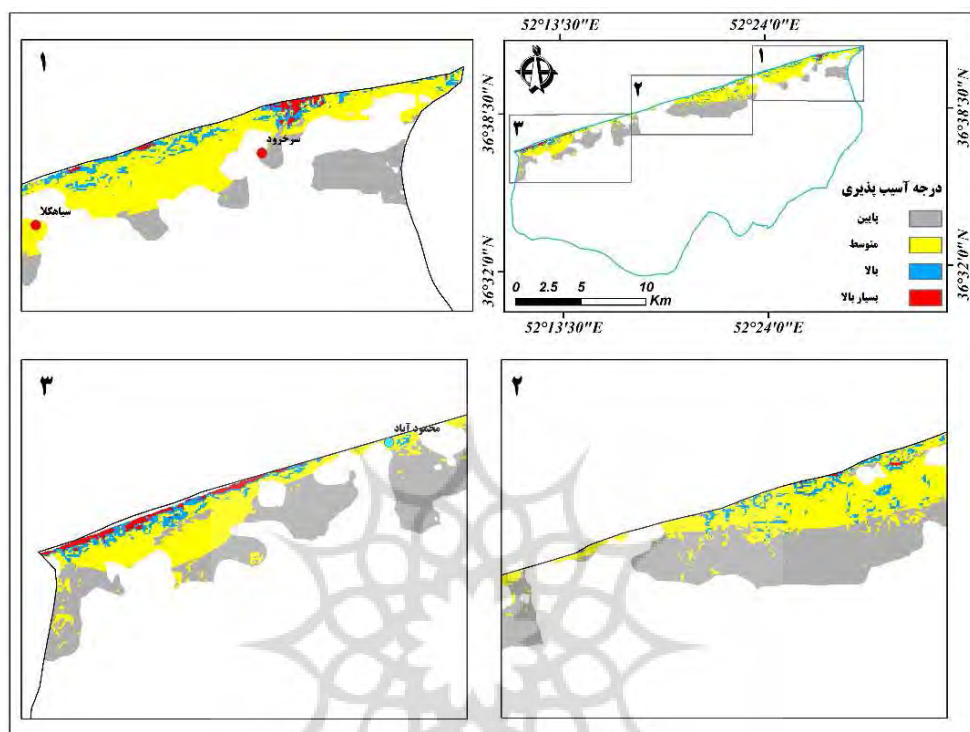 52°13'30"E
52°24'0"E
۱
۱
۲
۳
36°38'30"N
36°38'30"N
سرخرود
سیاهکلا
درجه آسیب پذیری
پایین
متوسط
بالا
بسیار بالا
36°32'0"N
36°32'0"N
0 2.5 5 10
Km
52°13'30"E
52°24'0"E
۳
۲
محمود آباد